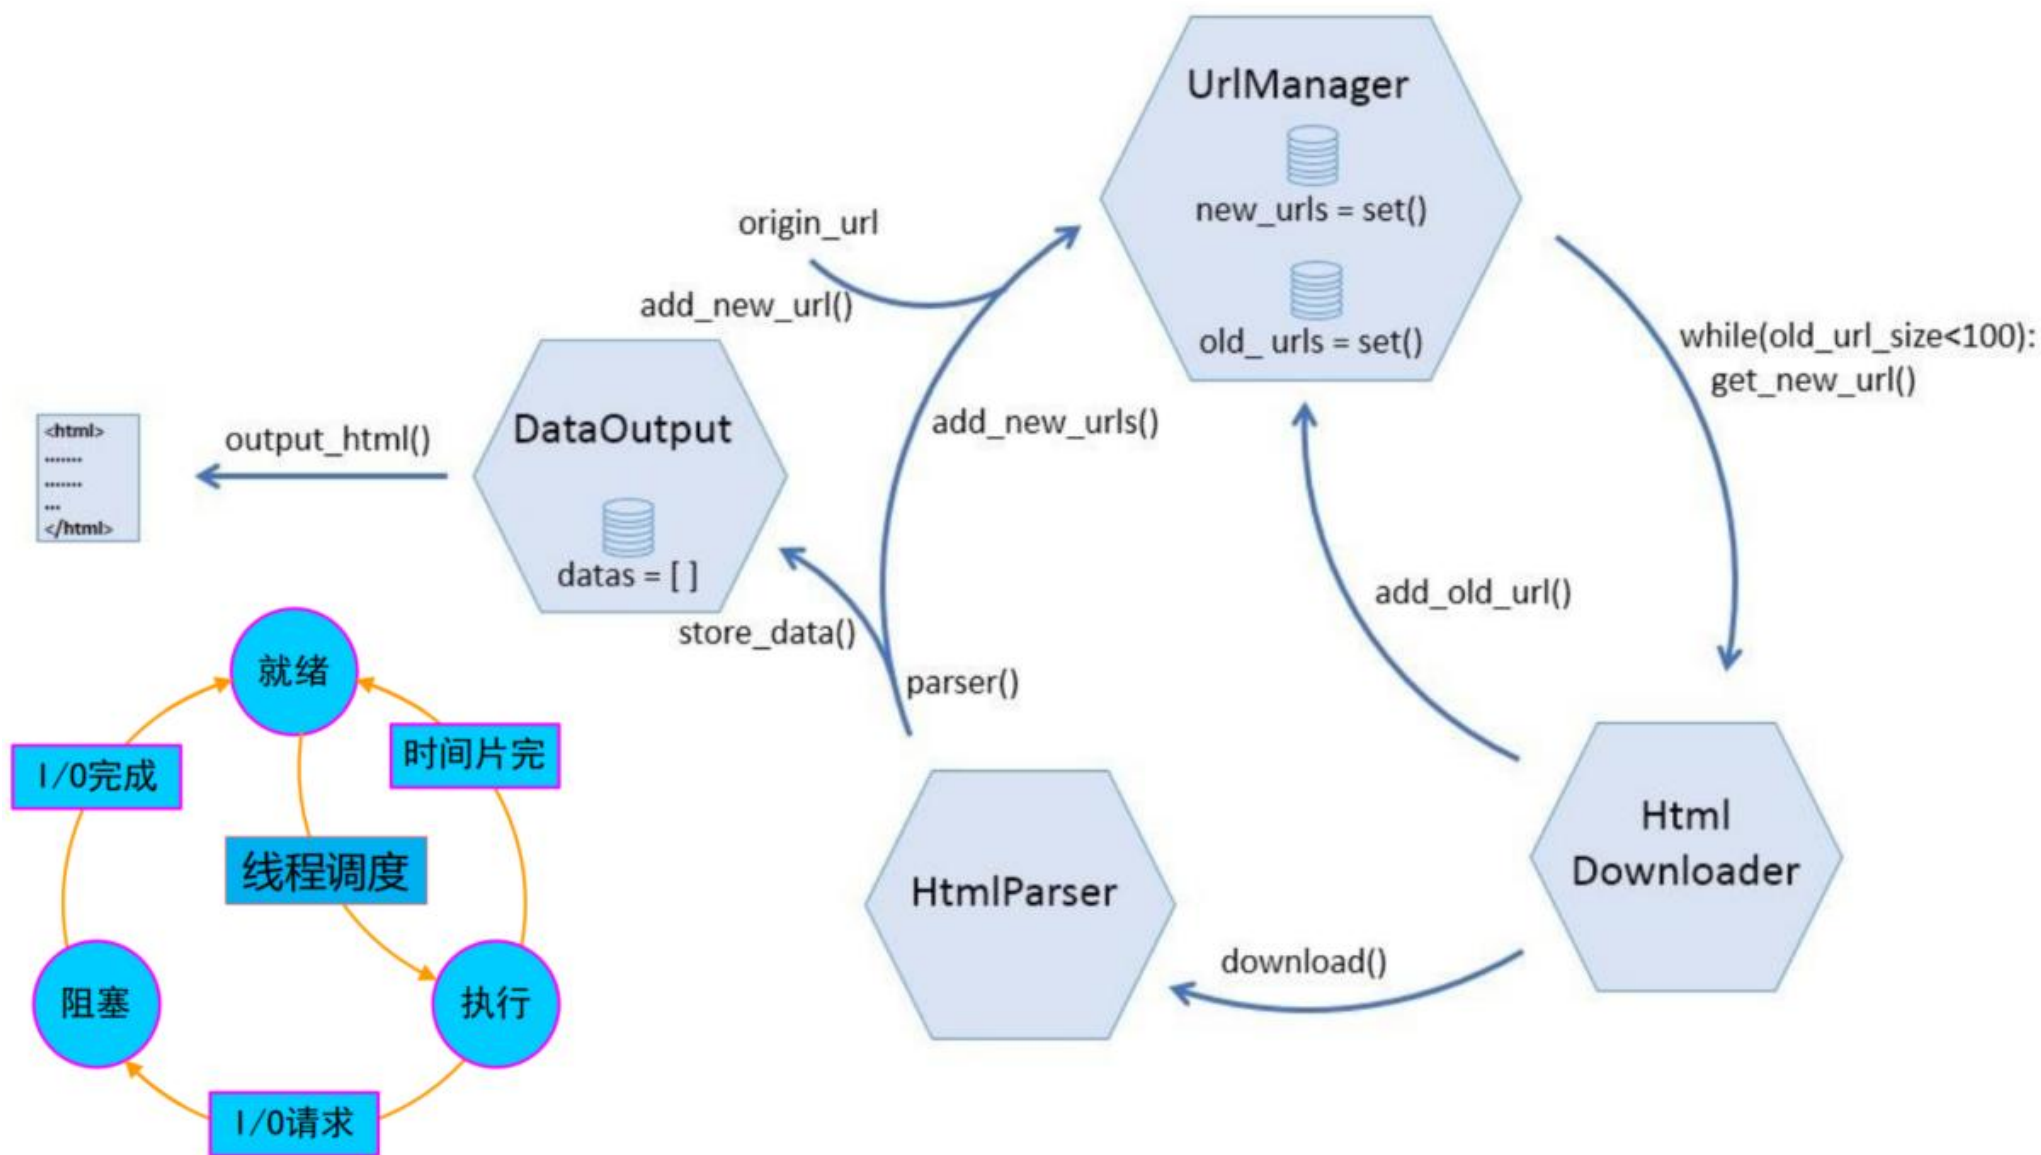 UrlManager
new_urls = set()
old_ urls = set()
origin_url
add_new_url()
add_new_urls()
while(old_url_size<100):
get_new_url()
DataOutput
datas = [ ]
output_html()
<html>
.......
.......
...
</html>
store_data()
parser()
add_old_url()
Html
Downloader
HtmlParser
download()
就绪
I/O完成
时间片完
线程调度
阻塞
执行
I/O请求